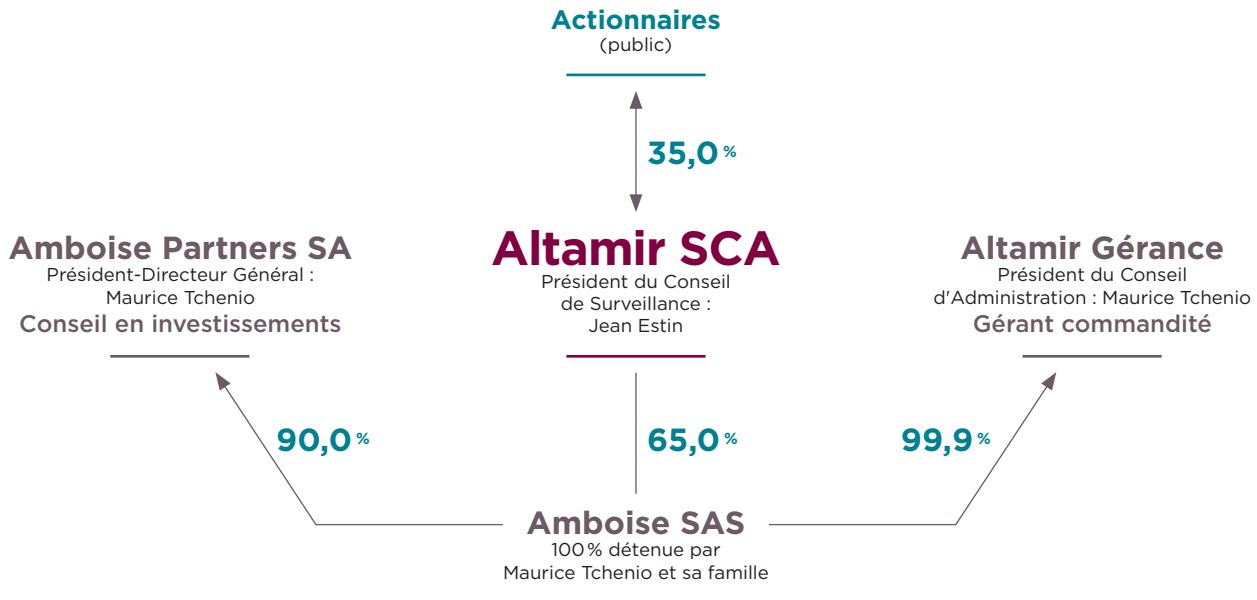 Actionnaires
(public)
35,0 %
Amboise Partners SA
Président-Directeur Général :
Maurice Tchenio
Conseil en investissements
Altamir SCA
Président du Conseil
de Surveillance :
Jean Estin
Altamir Gérance
Président du Conseil
d'Administration : Maurice Tchenio
Gérant commandité
90,0 %
65,0 %
99,9 %
Amboise SAS
100 % détenue par
Maurice Tchenio et sa famille